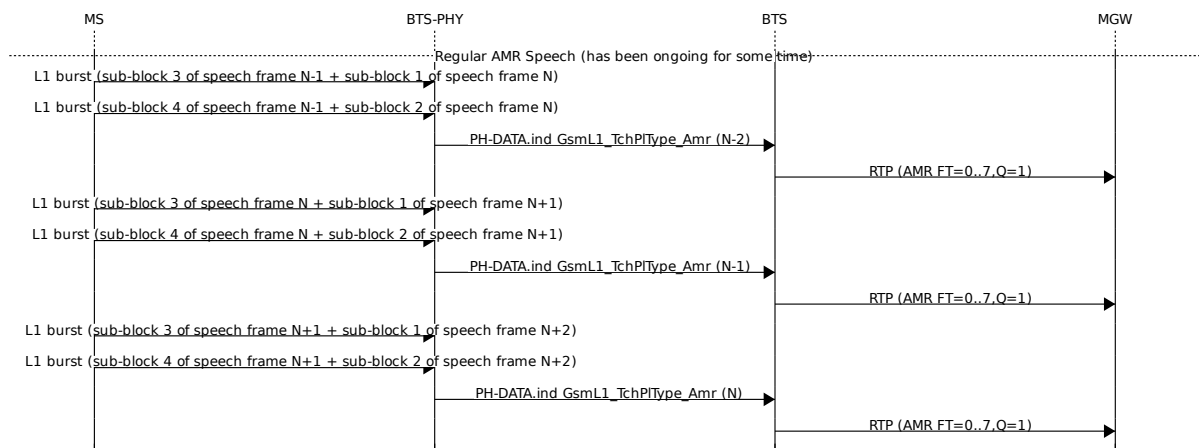 MS BTS-PHY BTS MGW
Regular AMR Speech (has been ongoing for some time)
L1 burst (sub-block 3 of speech frame N-1 + sub-block 1 of speech frame N)
L1 burst (sub-block 4 of speech frame N-1 + sub-block 2 of speech frame N)
PH-DATA.ind GsmL1_TchPlType_Amr (N-2)
RTP (AMR FT=0..7,Q=1)
L1 burst (sub-block 3 of speech frame N + sub-block 1 of speech frame N+1)
L1 burst (sub-block 4 of speech frame N + sub-block 2 of speech frame N+1)
PH-DATA.ind GsmL1_TchPlType_Amr (N-1)
RTP (AMR FT=0..7,Q=1)
L1 burst (sub-block 3 of speech frame N+1 + sub-block 1 of speech frame N+2)
L1 burst (sub-block 4 of speech frame N+1 + sub-block 2 of speech frame N+2)
PH-DATA.ind GsmL1_TchPlType_Amr (N)
RTP (AMR FT=0..7,Q=1)